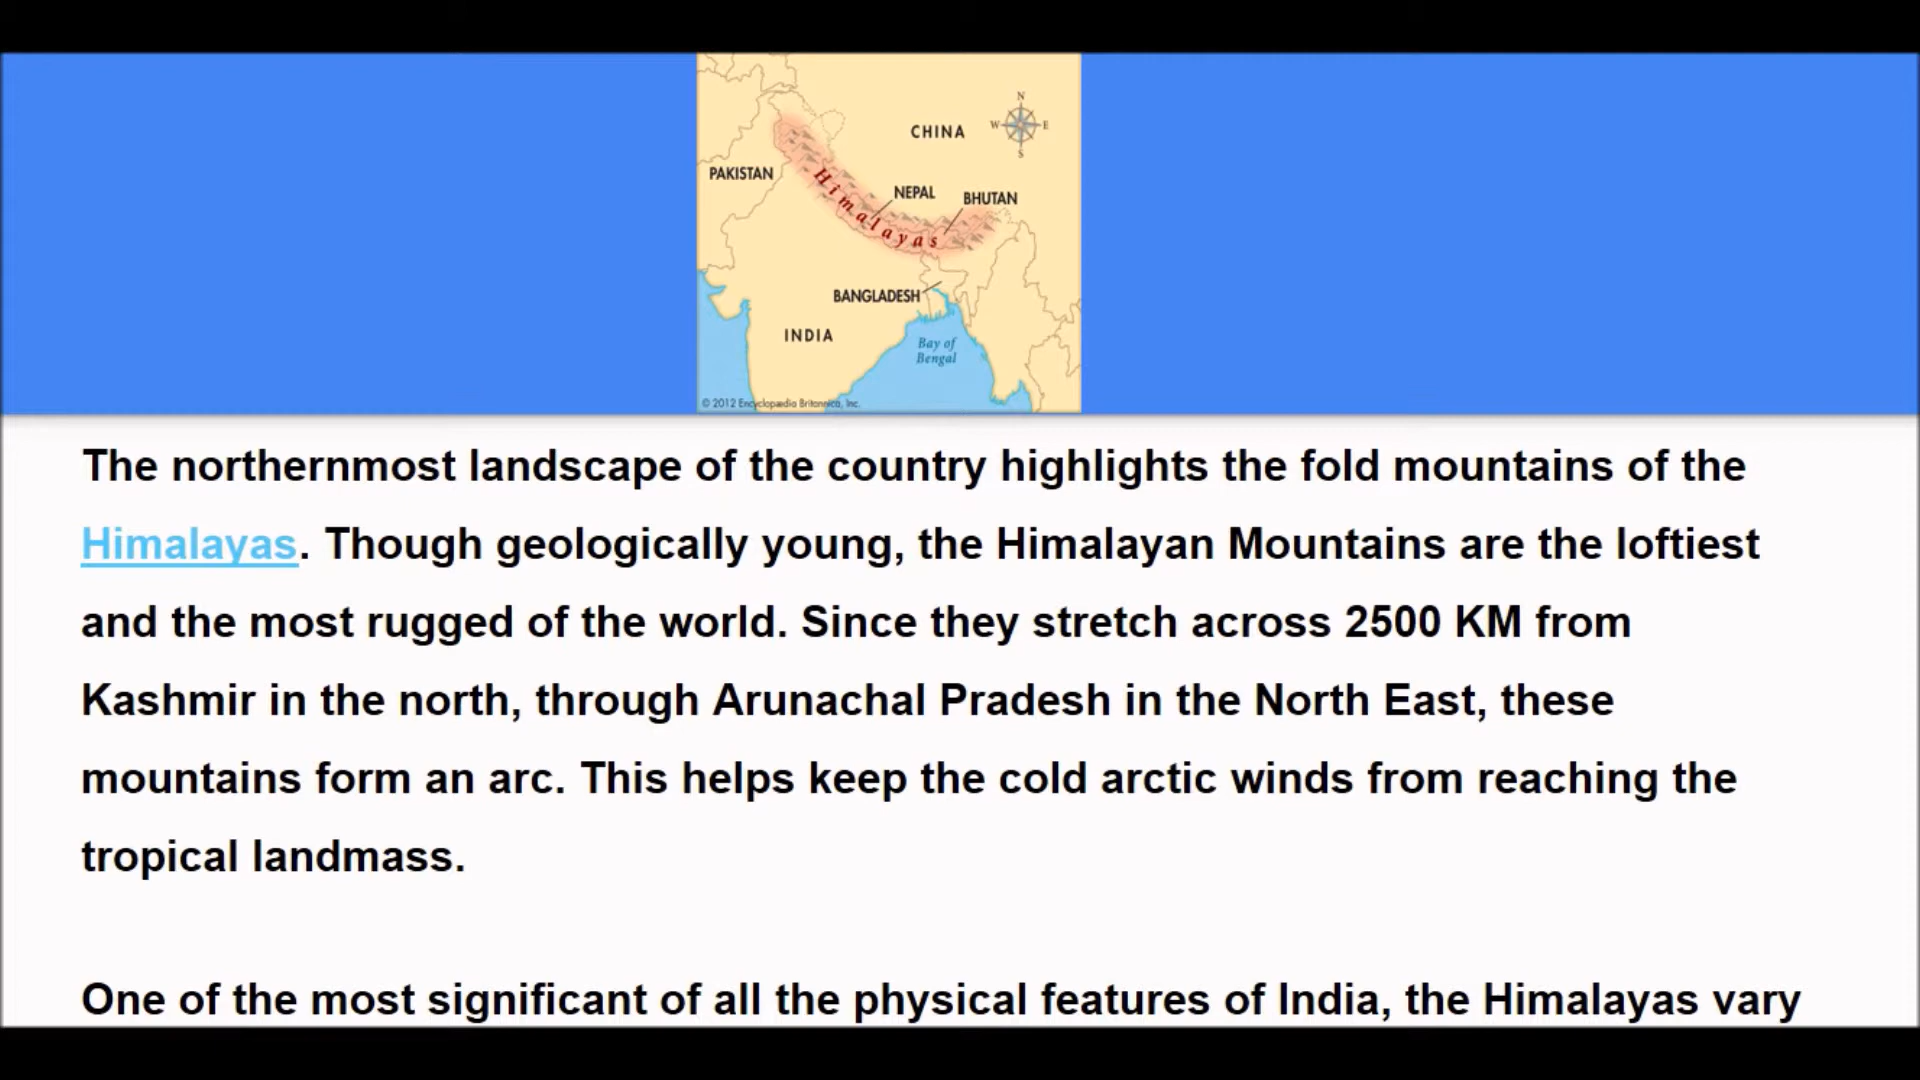 N
W E
S
CHINA
PAKISTAN
Himalayas
NEPAL
BHUTAN
BANGLADESH
INDIA
Bay of
Bengal
© 2012 Encyclopædia Britannica, Inc.
The northernmost landscape of the country highlights the fold mountains of the
Himalayas. Though geologically young, the Himalayan Mountains are the loftiest
and the most rugged of the world. Since they stretch across 2500 KM from
Kashmir in the north, through Arunachal Pradesh in the North East, these
mountains form an arc. This helps keep the cold arctic winds from reaching the
tropical landmass.
One of the most significant of all the physical features of India, the Himalayas vary